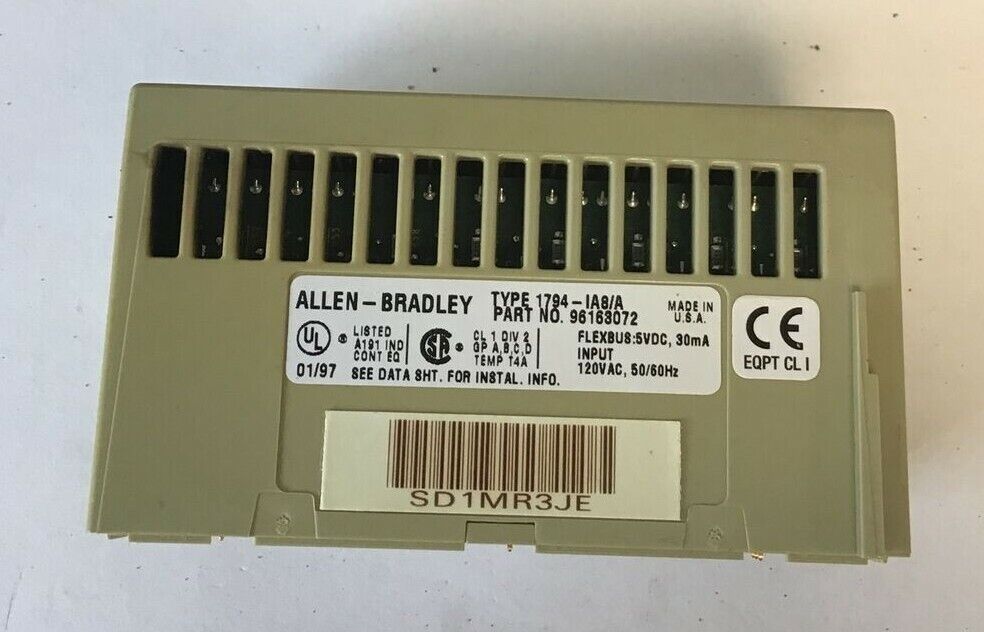 ALLEN-BRADLEY TYPE 1794-IA8/A
PART NO. 96163072
MADE IN
U.S.A.
UL LISTED
A191 IND
CONT EQ
SA CL 1 DIV 2
GP A,B,C,D
TEMP T4A
FLEXBUS:5VDC, 30mA
INPUT
120VAC, 50/60Hz
01/97 SEE DATA SHT. FOR INSTAL. INFO.
CE
EQPT CL I
SD1MR3JE